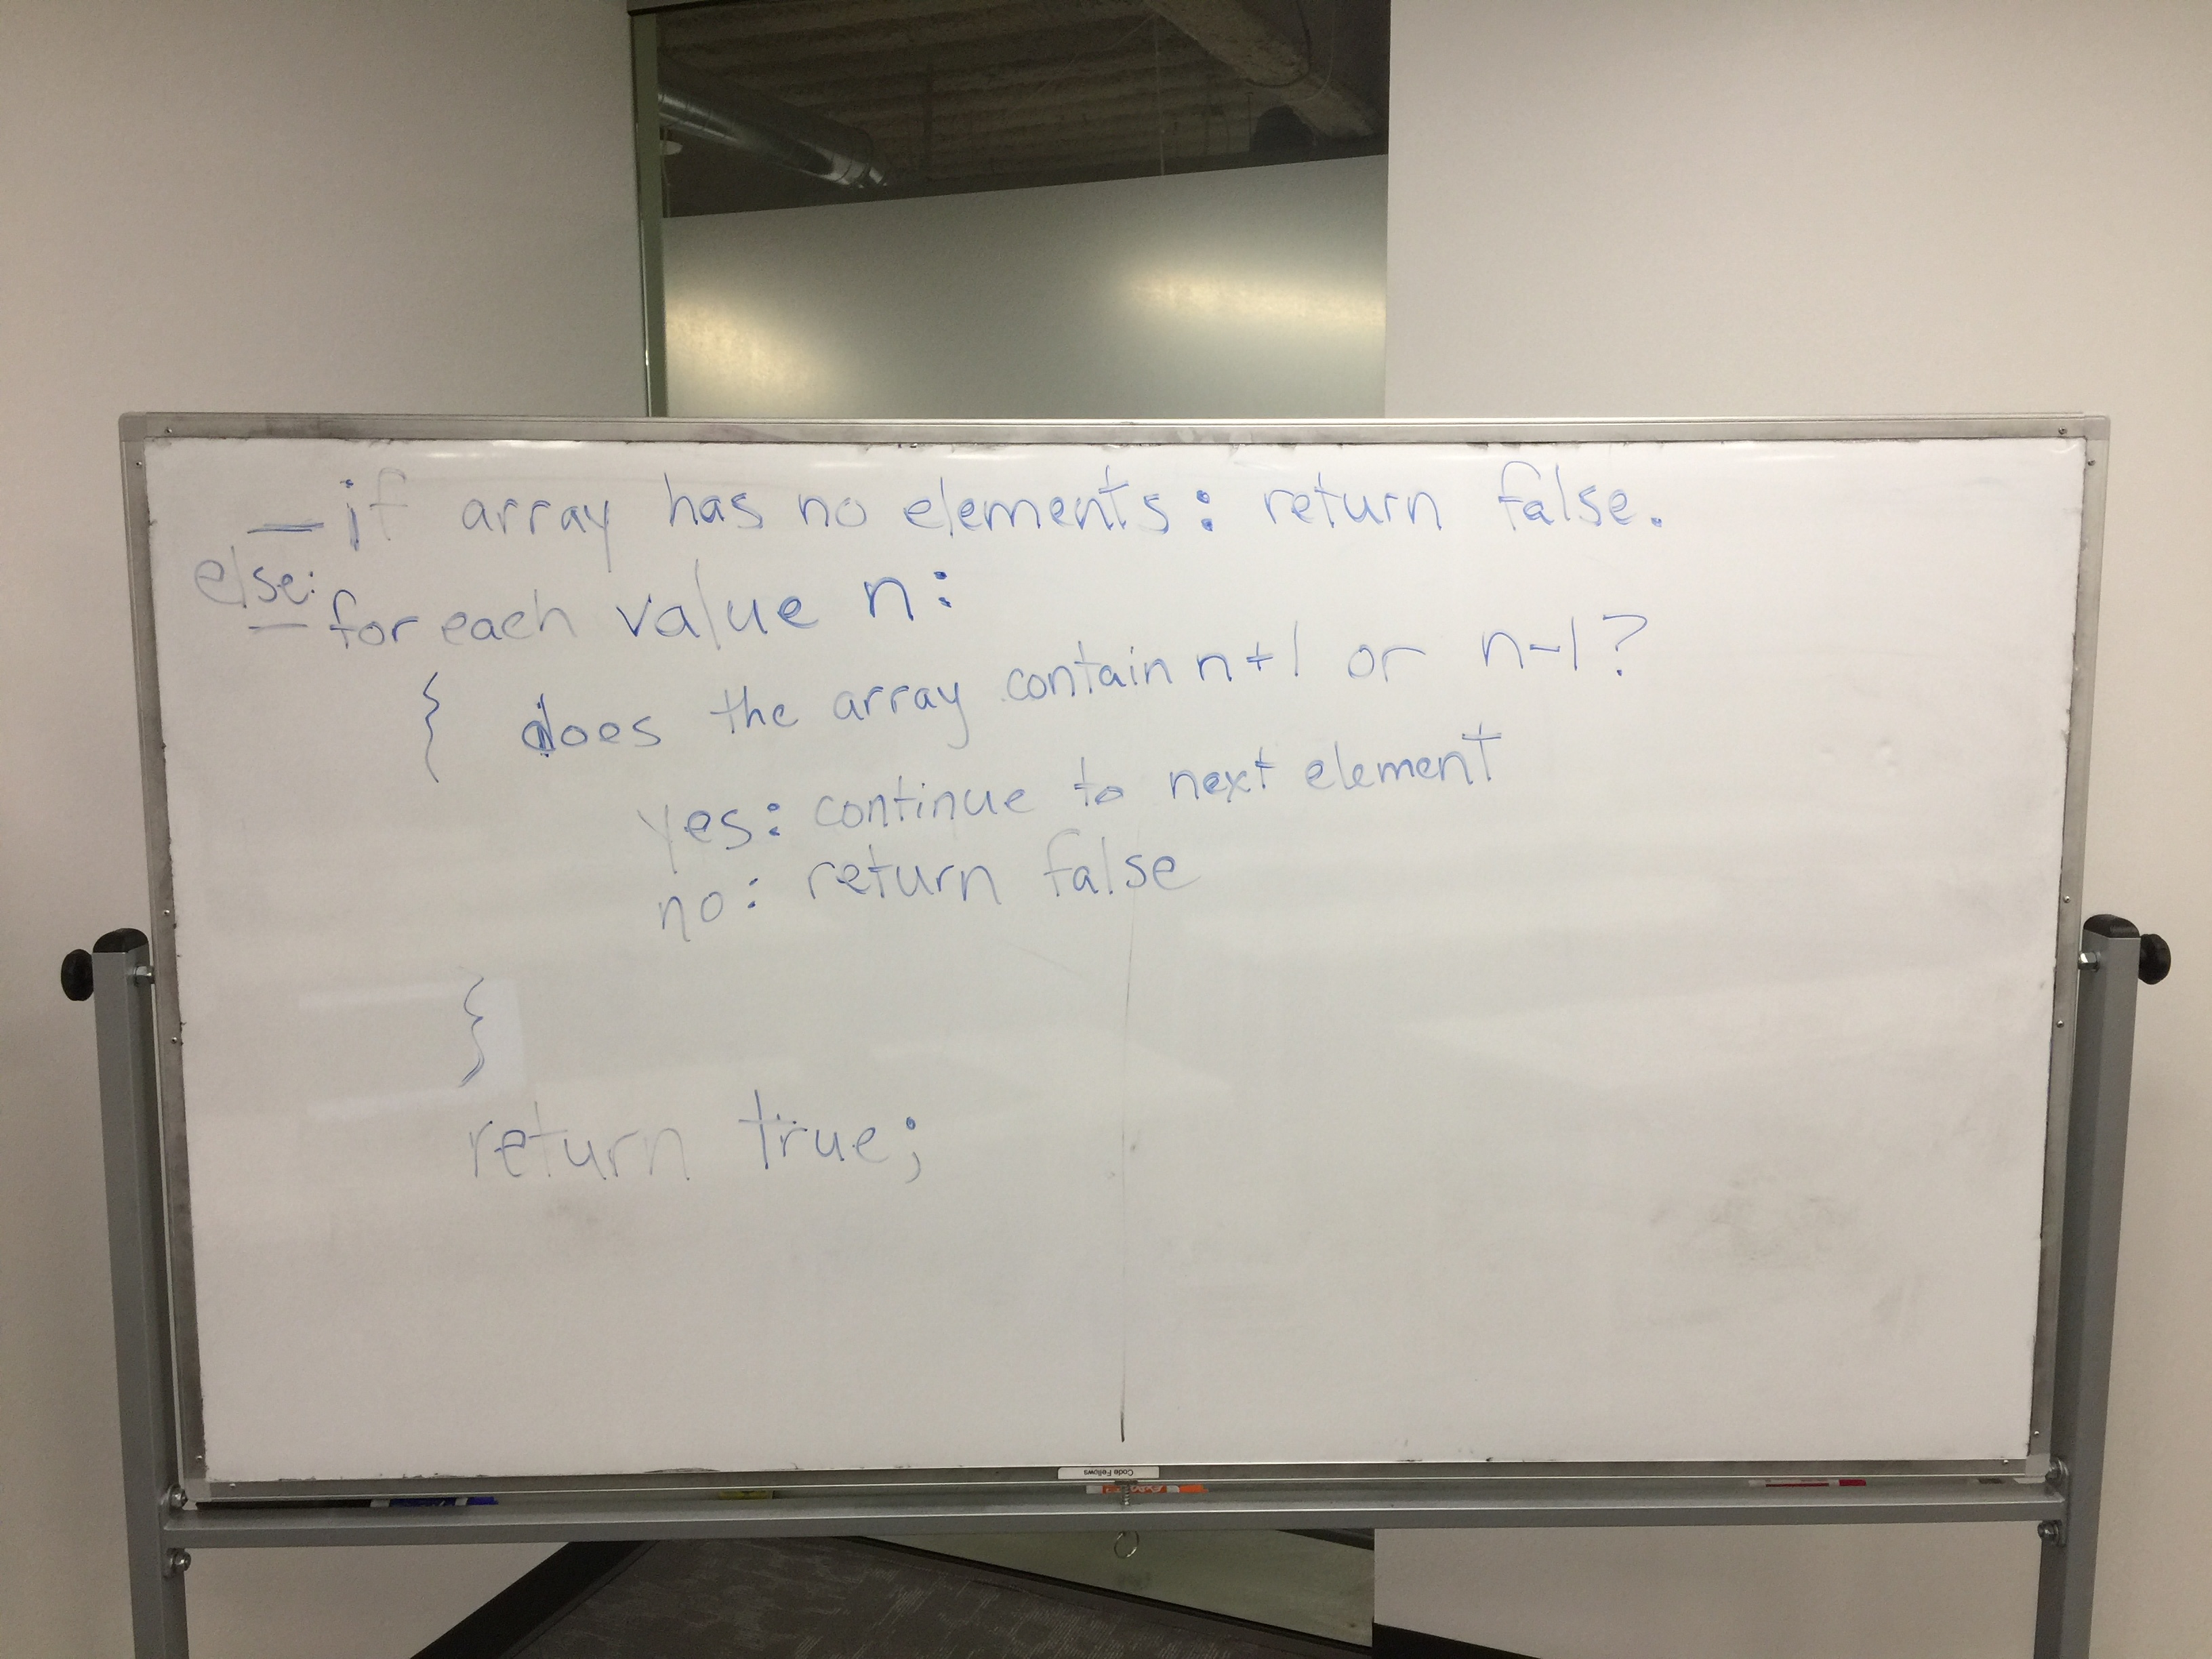 — if array has no elements: return false.
else:
— for each value n:
{ does the array contain n+1 or n-1?
yes: continue to next element
no: return false
}
return true;
Code Fellows
EXPO